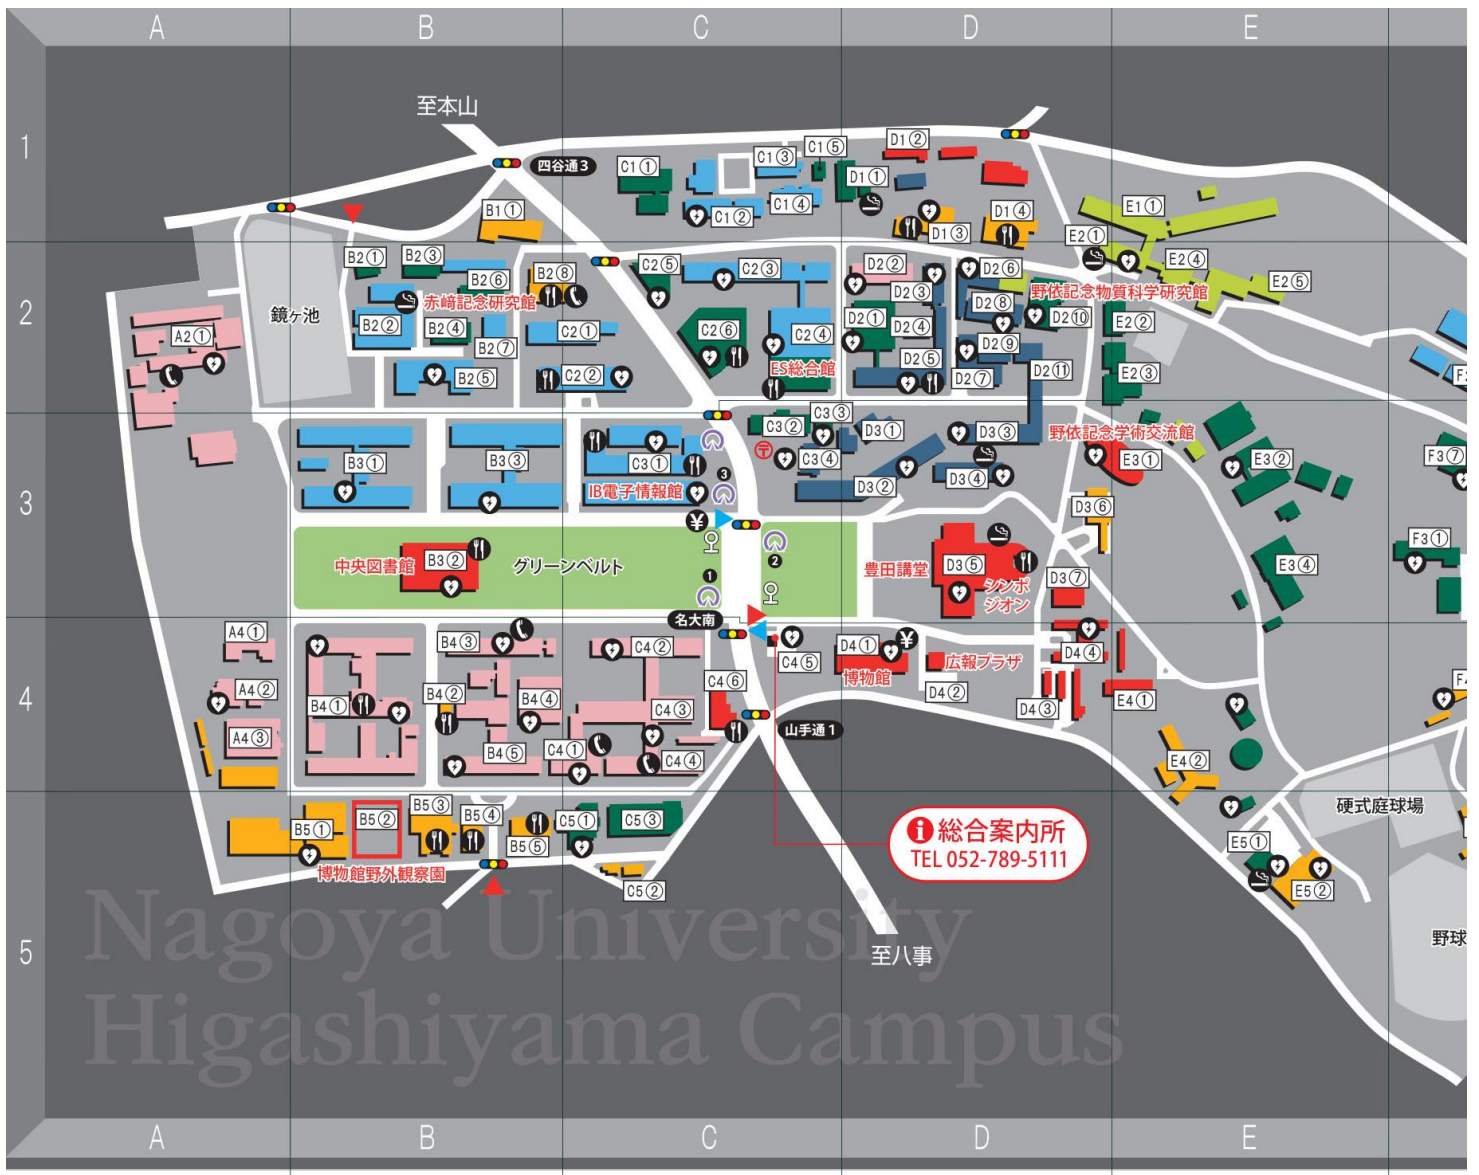 A
B
C
D
E
1
至本山
四谷通3
C1①
C1③
C1⑤
D1②
D1①
C1②
C1④
B1①
D1③
D1④
E1①
E2①
2
B2①
B2③
B2⑥
B2⑧
C2⑤
C2③
D2②
D2⑥
D2③
D2⑧
E2④
E2⑤
赤﨑記念研究館
野依記念物質科学研究館
鏡ヶ池
A2①
B2②
B2④
B2⑦
B2⑤
C2①
C2②
C2⑥
C2④
ES総合館
D2①
D2④
D2⑤
D2⑨
D2⑦
D2⑩
D2⑪
E2②
E2③
3
B3①
B3③
C3①
IB電子情報館
C3②
C3③
C3④
D3①
D3②
D3③
D3④
野依記念学術交流館
E3①
E3②
F3⑦
〒
3
¥
D3⑥
中央図書館
B3②
グリーンベルト
1
2
豊田講堂
D3⑤
シンポ
ジオン
D3⑦
E3④
F3①
名大南
4
A4①
A4②
A4③
B4①
B4③
B4②
B4④
B4⑤
C4②
C4③
C4①
C4④
C4⑥
C4⑤
山手通1
D4①
¥
博物館
広報プラザ
D4②
D4④
D4③
E4①
E4②
硬式庭球場
B5①
B5②
B5③
B5④
B5⑤
C5①
C5③
C5②
博物館野外観察園
i 総合案内所
TEL 052-789-5111
E5①
E5②
5
Nagoya University
至八事
野球
Higashiyama Campus
A
B
C
D
E